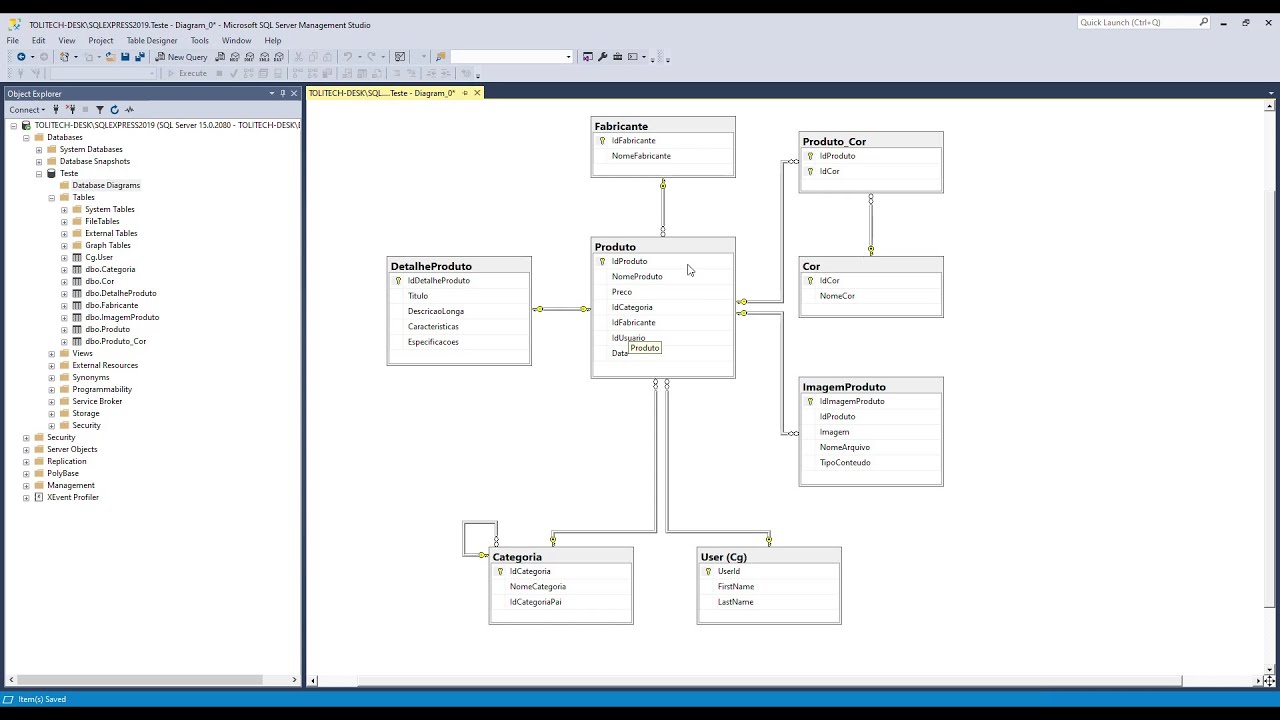 TOLITECH-DESK\SQLEXPRESS2019.Teste - Diagram_0* - Microsoft SQL Server Management Studio
Quick Launch (Ctrl+Q)
File Edit View Project Table Designer Tools Window Help
New Query
Execute
Object Explorer
TOLITECH-DESK\SQL....Teste - Diagram_0*
Connect
TOLITECH-DESK\SQLEXPRESS2019 (SQL Server 15.0.2080 - TOLITECH-DESK\
Databases
System Databases
Database Snapshots
Teste
Database Diagrams
Tables
System Tables
FileTables
External Tables
Graph Tables
Cg.User
dbo.Categoria
dbo.Cor
dbo.DetalheProduto
dbo.Fabricante
dbo.ImagemProduto
dbo.Produto
dbo.Produto_Cor
Views
External Resources
Synonyms
Programmability
Service Broker
Storage
Security
Security
Server Objects
Replication
PolyBase
Management
XEvent Profiler
Fabricante
IdFabricante
NomeFabricante
Produto_Cor
IdProduto
IdCor
Produto
IdProduto
NomeProduto
Preco
IdCategoria
IdFabricante
IdUsuario
Data
Produto
DetalheProduto
IdDetalheProduto
Titulo
DescricaoLonga
Caracteristicas
Especificacoes
Cor
IdCor
NomeCor
ImagemProduto
IdImagemProduto
IdProduto
Imagem
NomeArquivo
TipoConteudo
Categoria
IdCategoria
NomeCategoria
IdCategoriaPai
User (Cg)
UserId
FirstName
LastName
Item(s) Saved